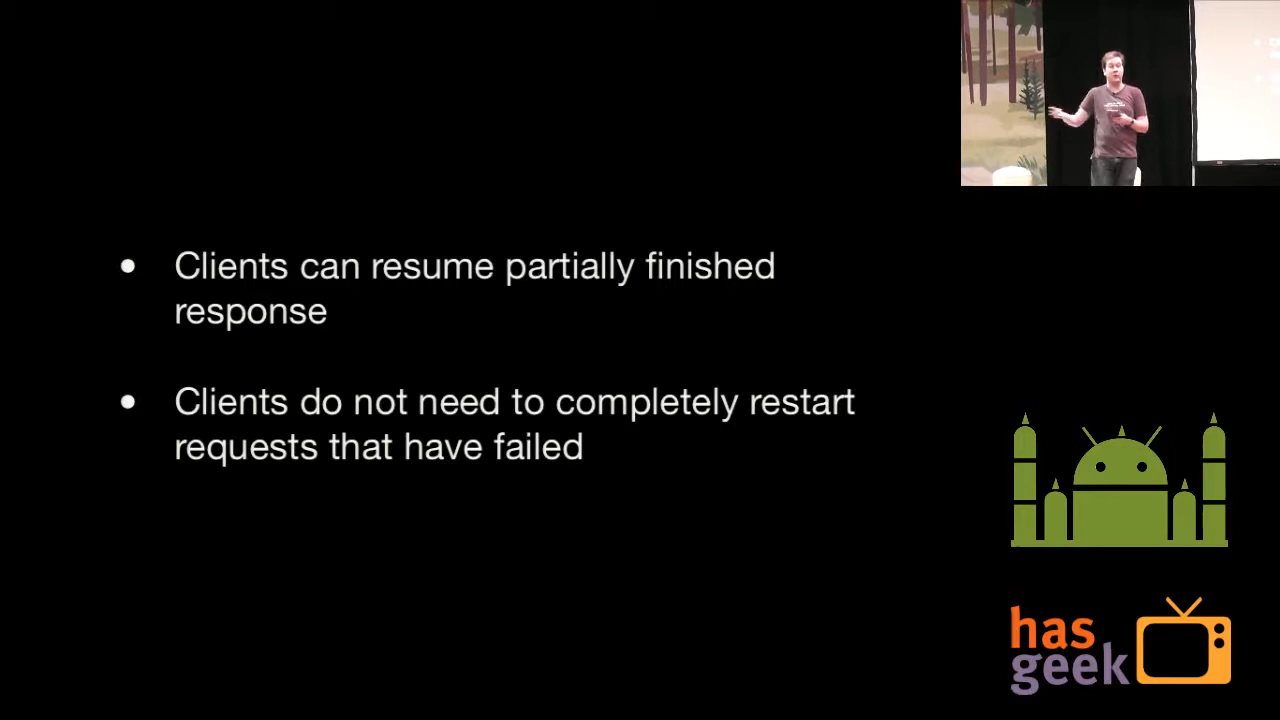 • Clients can resume partially finished
response
• Clients do not need to completely restart
requests that have failed
has
geek